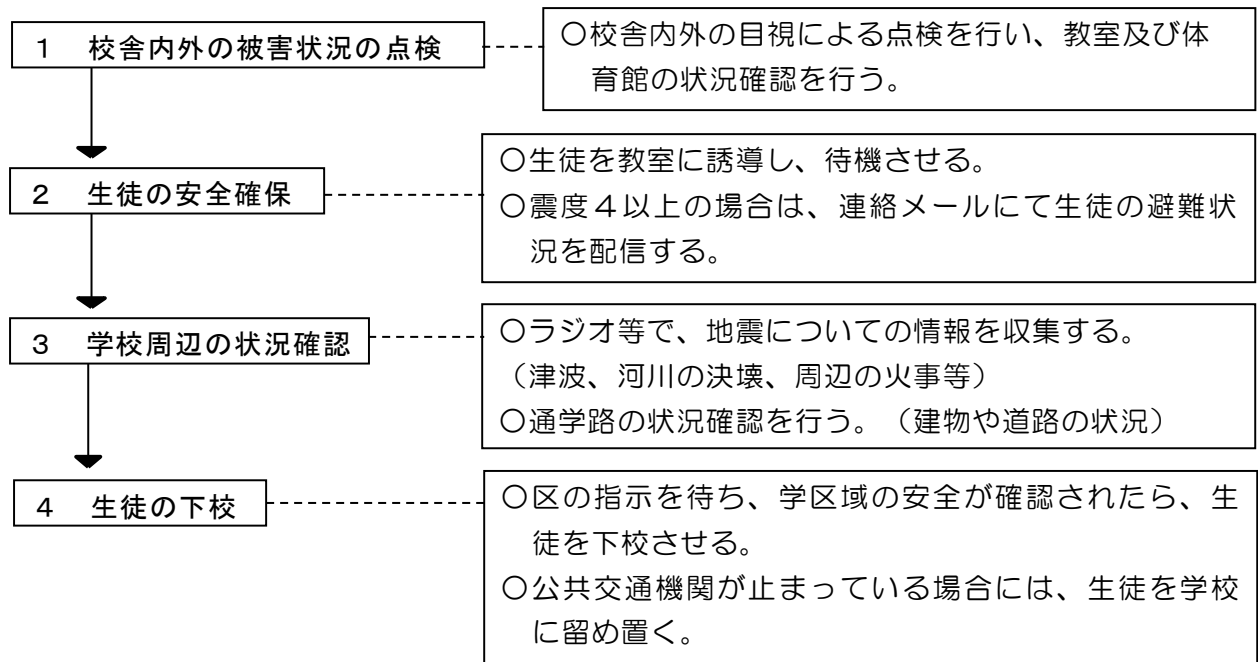 1　校舎内外の被害状況の点検
〇校舎内外の目視による点検を行い、教室及び体
育館の状況確認を行う。
2　生徒の安全確保
〇生徒を教室に誘導し、待機させる。
〇震度４以上の場合は、連絡メールにて生徒の避難状
況を配信する。
3　学校周辺の状況確認
〇ラジオ等で、地震についての情報を収集する。
（津波、河川の決壊、周辺の火事等）
〇通学路の状況確認を行う。（建物や道路の状況）
4　生徒の下校
〇区の指示を待ち、学区域の安全が確認されたら、生
徒を下校させる。
〇公共交通機関が止まっている場合には、生徒を学校
に留め置く。